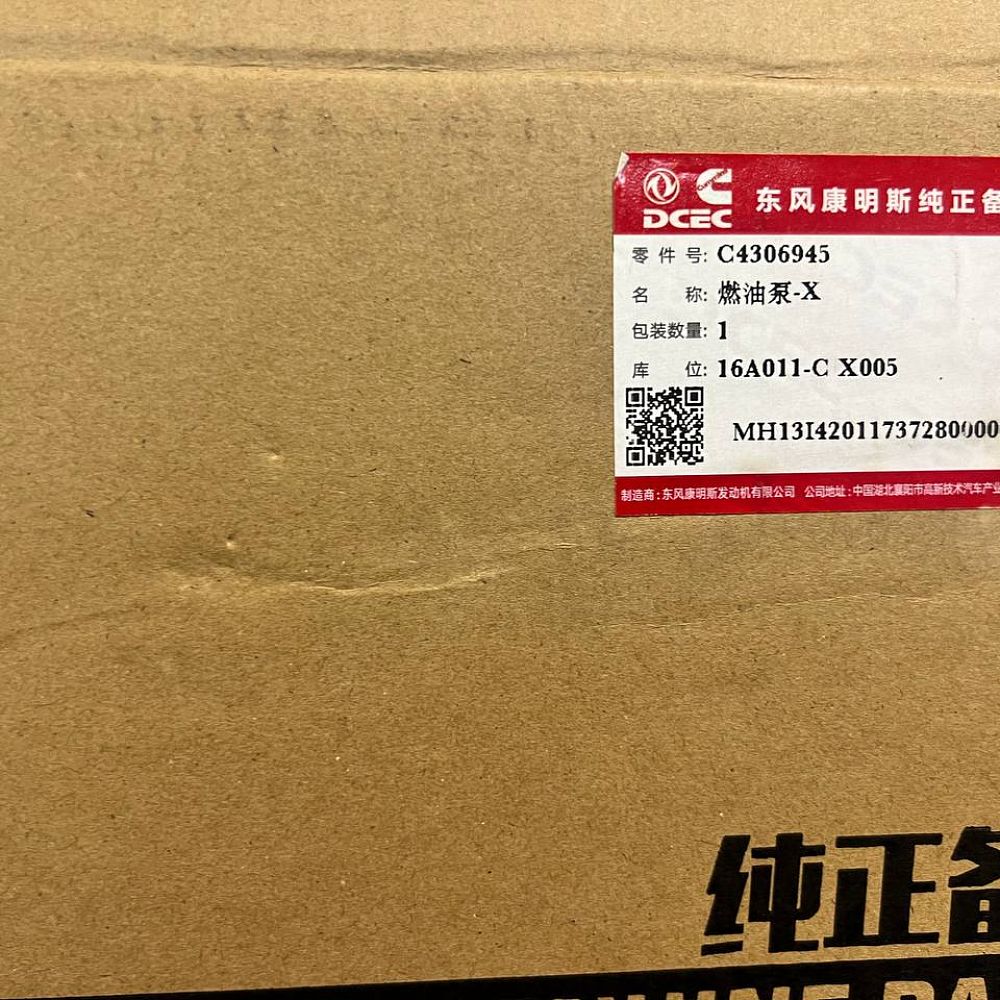 DCEC
东风康明斯纯正备
零件号: C4306945
名称: 燃油泵-X
包装数量: 1
库位: 16A011-C X005
MH13I42011737280000
制造商:东风康明斯发动机有限公司 公司地址:中国湖北襄阳市高新技术汽车产业
纯正备
GENUINE PA